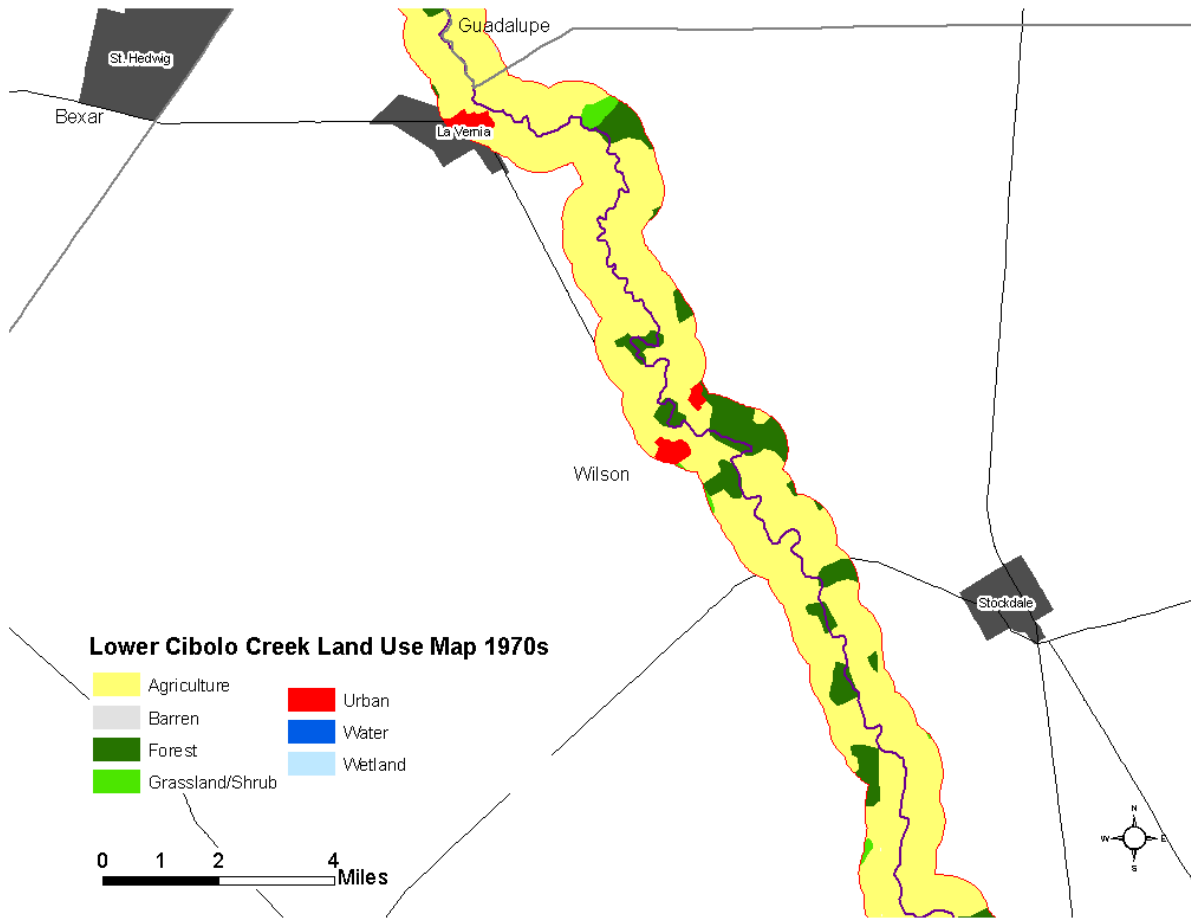 Guadalupe
St. Hedwig
Bexar
La Vernia
Wilson
Stockdale
Lower Cibolo Creek Land Use Map 1970s
Agriculture
Barren
Forest
Grassland/Shrub
Urban
Water
Wetland
0 1 2 4
Miles
N
W E
S